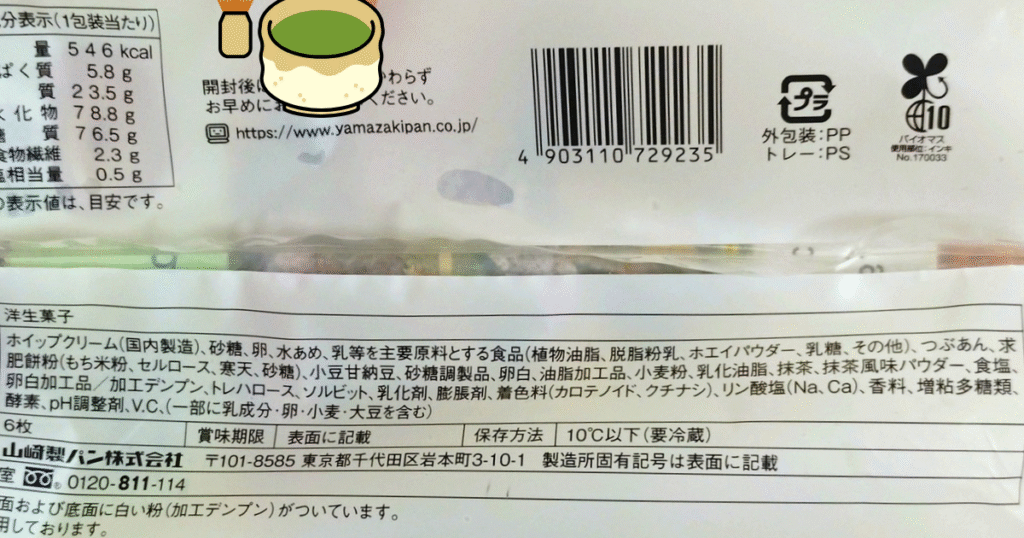 分表示(1包装当たり)
量 546kcal
ぱく質 5.8g
質 23.5g
水化物 78.8g
糖 質 76.5g
食物繊維 2.3g
塩相当量 0.5g
の表示値は、目安です。
開封後は わらず
お早めにお ください。
https://www.yamazakipan.co.jp/
4 903110 729235
プラ
外包装:PP
トレー:PS
10
バイオマス
使用部位:インキ
No.170033
洋生菓子
ホイップクリーム(国内製造)、砂糖、卵、水あめ、乳等を主要原料とする食品(植物油脂、脱脂粉乳、ホエイパウダー、乳糖、その他)、つぶあん、求
肥餅粉(もち米粉、セルロース、寒天、砂糖)、小豆甘納豆、砂糖調製品、卵白、油脂加工品、小麦粉、乳化油脂、抹茶、抹茶風味パウダー、食塩、
卵白加工品/加工デンプン、トレハロース、ソルビット、乳化剤、膨脹剤、着色料(カロテノイド、クチナシ)、リン酸塩(Na、Ca)、香料、増粘多糖類、
酵素、pH調整剤、V.C、(一部に乳成分・卵・小麦・大豆を含む)
6枚 賞味期限 表面に記載 保存方法 10℃以下(要冷蔵)
山崎製パン株式会社 〒101-8585 東京都千代田区岩本町3-10-1 製造所固有記号は表面に記載
室 0120-811-114
面および底面に白い粉(加工デンプン)がついています。
用しております。